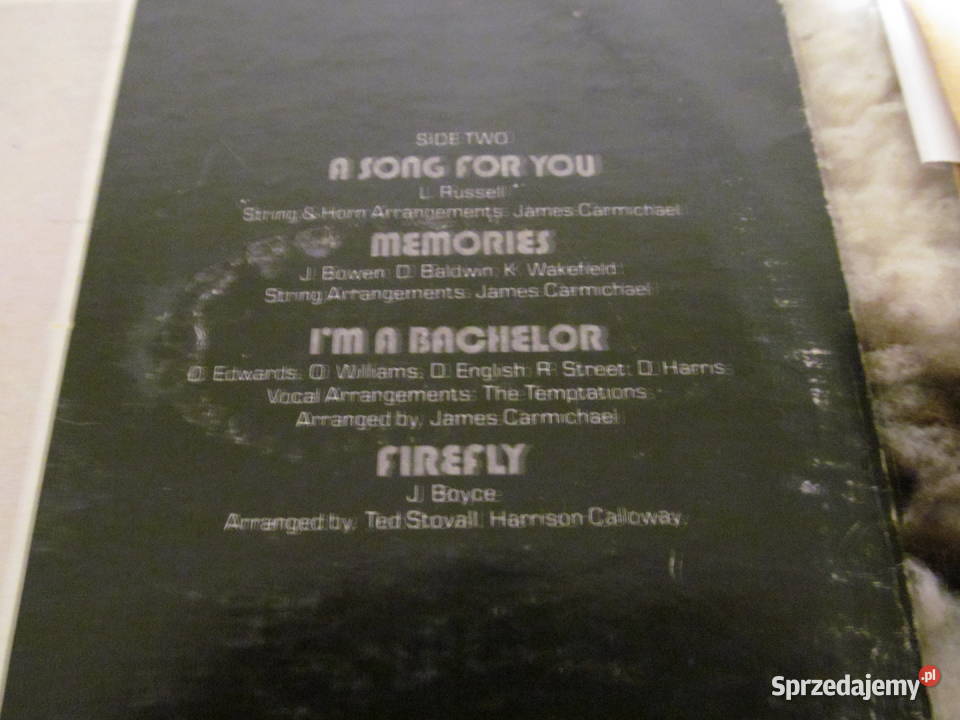 SIDE TWO
A SONG FOR YOU
L. Russell
String & Horn Arrangements: James Carmichael
MEMORIES
J. Bowen, D. Baldwin, K. Wakefield
String Arrangements: James Carmichael
I'M A BACHELOR
O. Edwards, O. Williams, D. English, R. Street, D. Harris
Vocal Arrangements: The Temptations
Arranged by, James Carmichael
FIREFLY
J. Boyce
Arranged by, Ted Stovall, Harrison Calloway
Sprzedajemy.pl